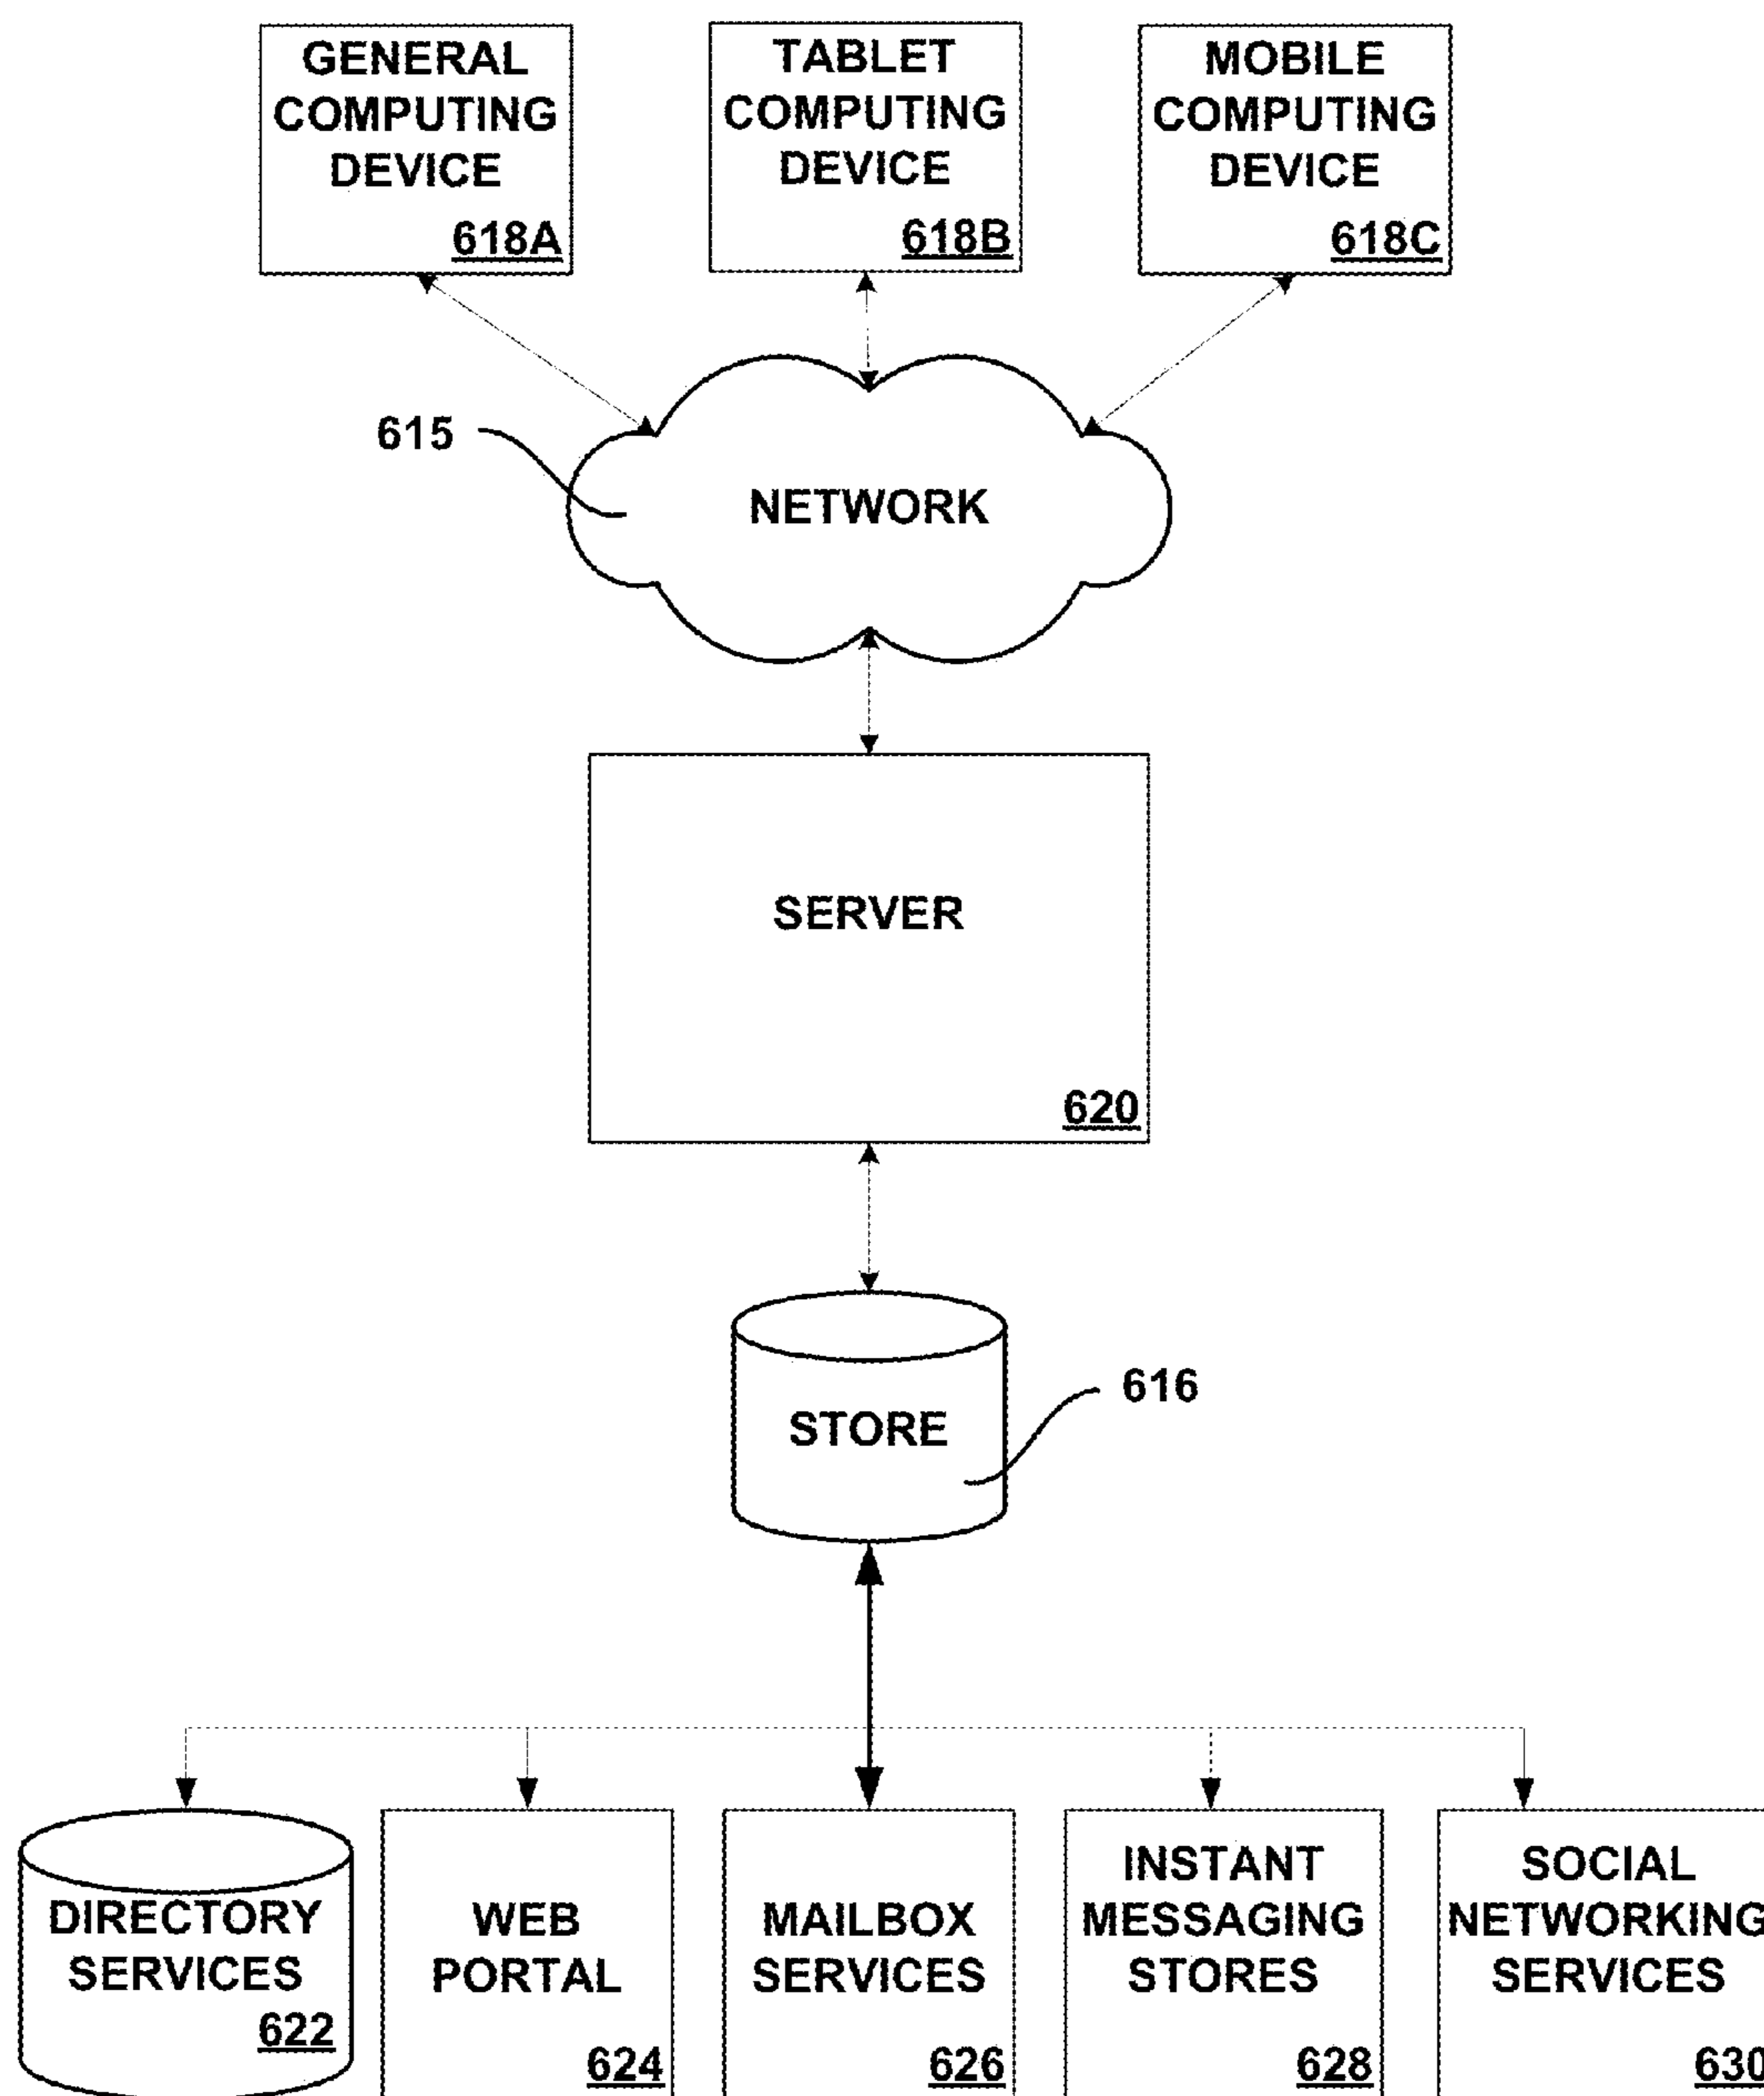 GENERAL
COMPUTING
DEVICE
618A
TABLET
COMPUTING
DEVICE
618B
MOBILE
COMPUTING
DEVICE
618C
615
NETWORK
SERVER
620
STORE
616
DIRECTORY
SERVICES
622
WEB
PORTAL
624
MAILBOX
SERVICES
626
INSTANT
MESSAGING
STORES
628
SOCIAL
NETWORKING
SERVICES
630